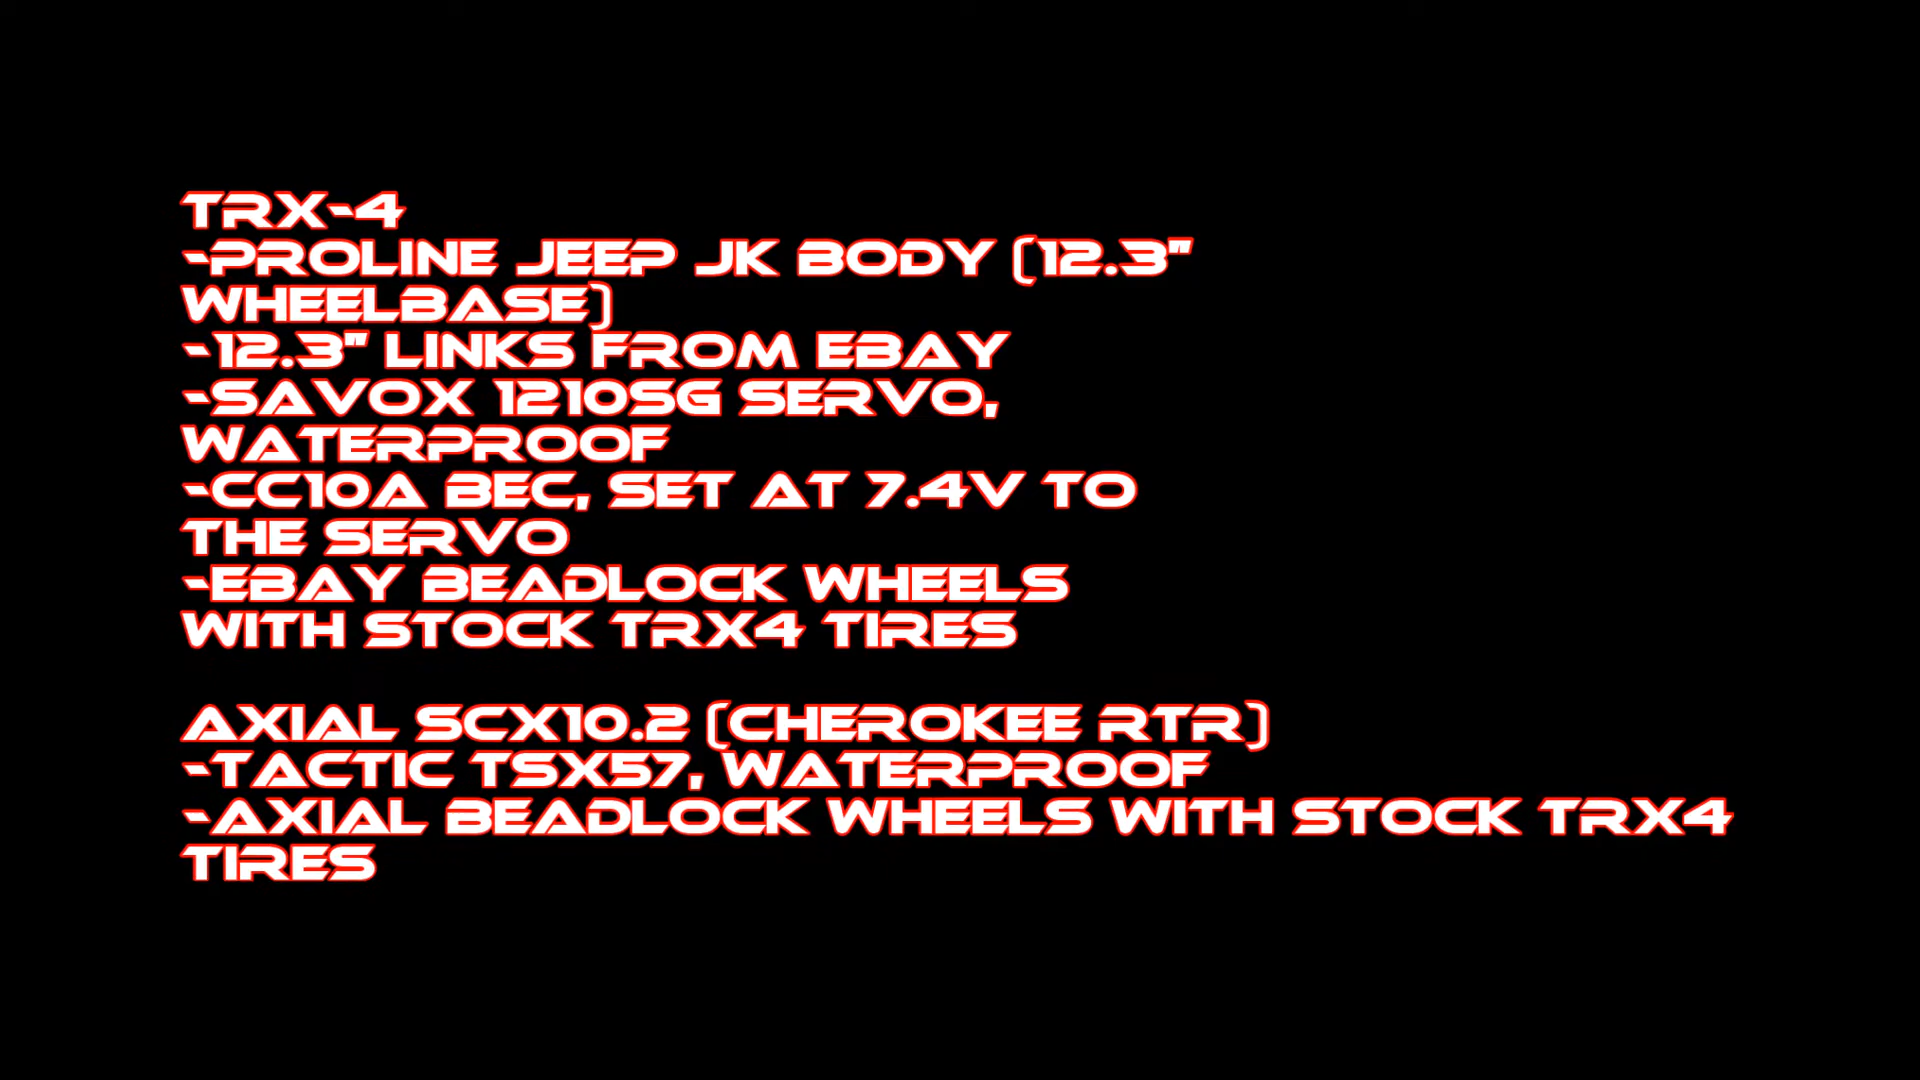 TRX-4
-PROLINE JEEP JK BODY (12.3"
WHEELBASE)
-12.3" LINKS FROM EBAY
-SAVOX 1210SG SERVO,
WATERPROOF
-CC10A BEC, SET AT 7.4V TO
THE SERVO
-EBAY BEADLOCK WHEELS
WITH STOCK TRX4 TIRES
AXIAL SCX10.2 (CHEROKEE RTR)
-TACTIC TSX57, WATERPROOF
-AXIAL BEADLOCK WHEELS WITH STOCK TRX4
TIRES